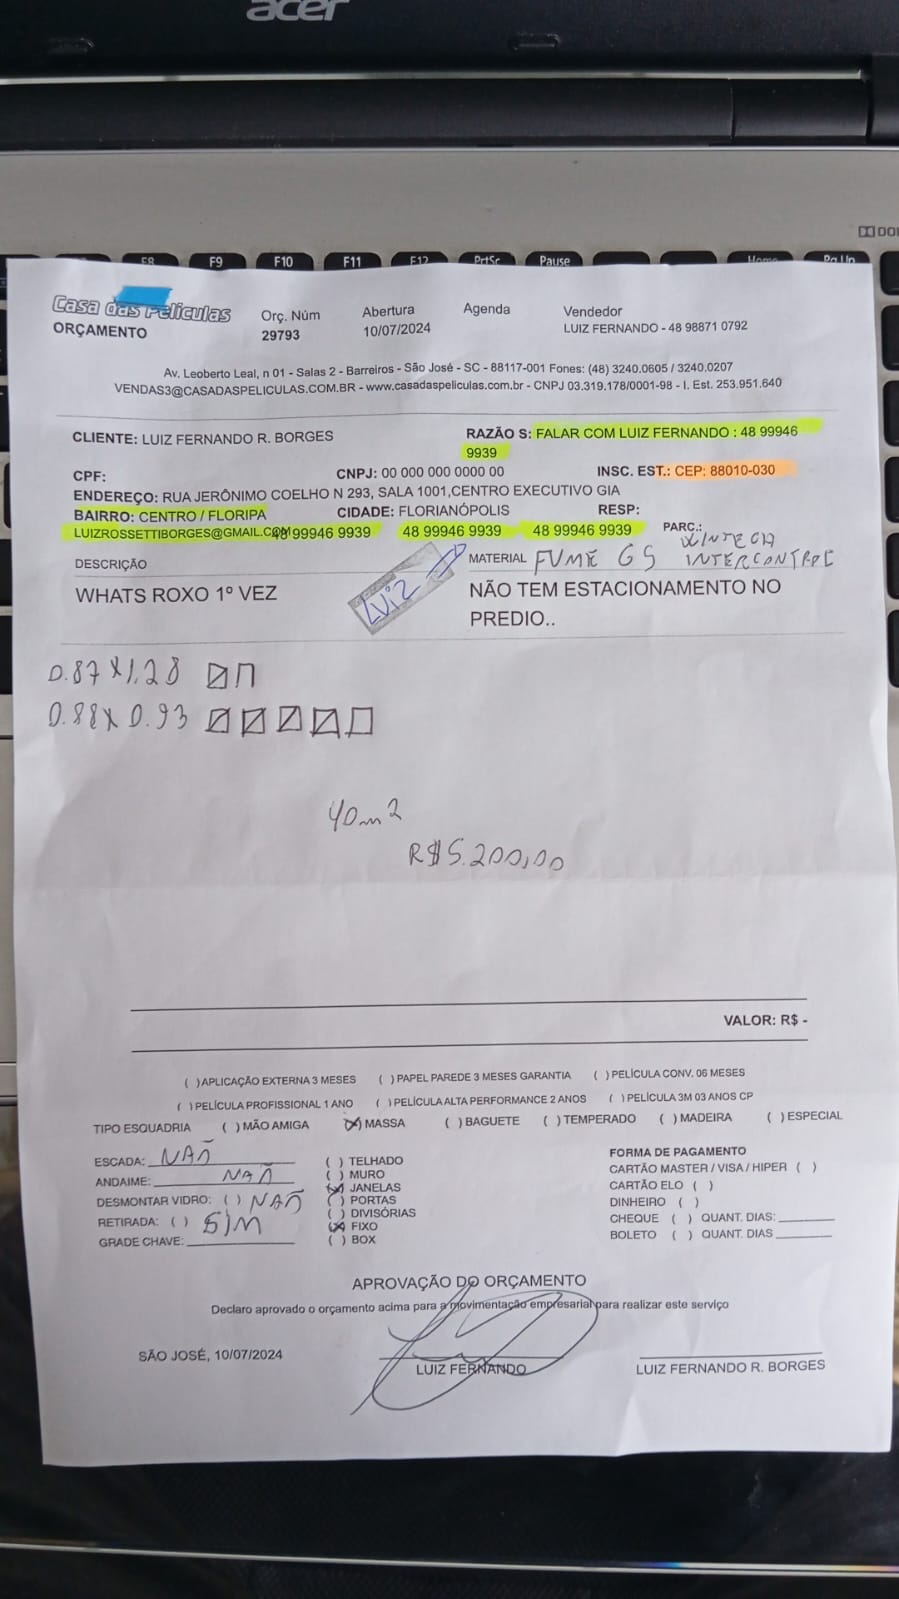 acer
DOL
F8 F9 F10 F11 F12 PrtSc Pause Home Pg Up
Casa das Películas
ORÇAMENTO
Orç. Núm
29793
Abertura
10/07/2024
Agenda
Vendedor
LUIZ FERNANDO - 48 98871 0792
Av. Leoberto Leal, n 01 - Salas 2 - Barreiros - São José - SC - 88117-001 Fones: (48) 3240.0605 / 3240.0207
VENDAS3@CASADASPELICULAS.COM.BR - www.casadaspeliculas.com.br - CNPJ 03.319.178/0001-98 - I. Est. 253.951.640
CLIENTE: LUIZ FERNANDO R. BORGES
RAZÃO S: FALAR COM LUIZ FERNANDO : 48 99946
9939
CPF:
CNPJ: 00 000 000 0000 00
INSC. EST.: CEP: 88010-030
ENDEREÇO: RUA JERÔNIMO COELHO N 293, SALA 1001,CENTRO EXECUTIVO GIA
BAIRRO: CENTRO / FLORIPA
CIDADE: FLORIANÓPOLIS
RESP:
LUIZROSSETTIBORGES@GMAIL.COM 48 99946 9939
48 99946 9939
48 99946 9939
PARC.:
DESCRIÇÃO
MATERIAL FUME G5 INTERCONTROL
WHATS ROXO 1º VEZ
LUIZ
NÃO TEM ESTACIONAMENTO NO
PREDIO..
0.87 x 1.28
0.88 x 0.93
40m2
R$5.200,00
VALOR: R$ -
( )APLICAÇÃO EXTERNA 3 MESES ( ) PAPEL PAREDE 3 MESES GARANTIA ( ) PELÍCULA CONV. 06 MESES
( ) PELÍCULA PROFISSIONAL 1 ANO ( ) PELÍCULA ALTA PERFORMANCE 2 ANOS ( ) PELÍCULA 3M 03 ANOS CP
TIPO ESQUADRIA ( ) MÃO AMIGA (X) MASSA ( ) BAGUETE ( ) TEMPERADO ( ) MADEIRA ( ) ESPECIAL
ESCADA: NAÕ
ANDAIME: NAÕ
DESMONTAR VIDRO: ( ) NAÕ
RETIRADA: ( ) SIM
GRADE CHAVE:
( ) TELHADO
( ) MURO
(X) JANELAS
( ) PORTAS
( ) DIVISÓRIAS
(X) FIXO
( ) BOX
FORMA DE PAGAMENTO
CARTÃO MASTER / VISA / HIPER ( )
CARTÃO ELO ( )
DINHEIRO ( )
CHEQUE ( ) QUANT. DIAS:
BOLETO ( ) QUANT. DIAS
APROVAÇÃO DO ORÇAMENTO
Declaro aprovado o orçamento acima para a movimentação empresarial para realizar este serviço
SÃO JOSÉ, 10/07/2024
LUIZ FERNANDO
LUIZ FERNANDO R. BORGES